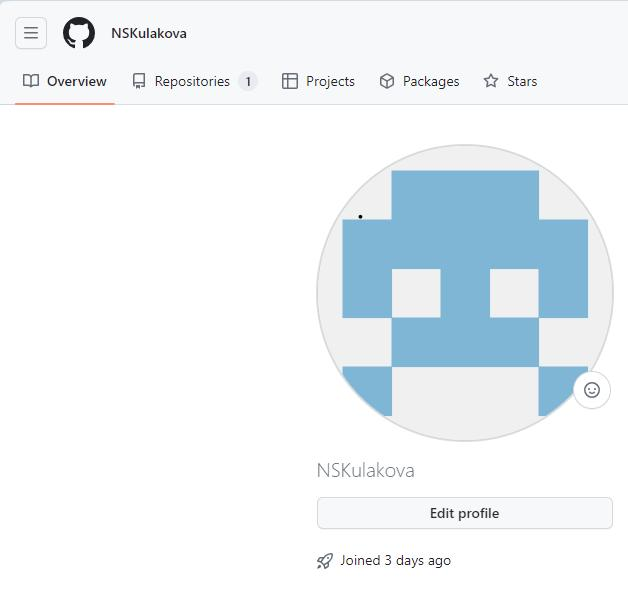 NSKulakova
Overview Repositories 1 Projects Packages Stars
NSKulakova
Edit profile
Joined 3 days ago